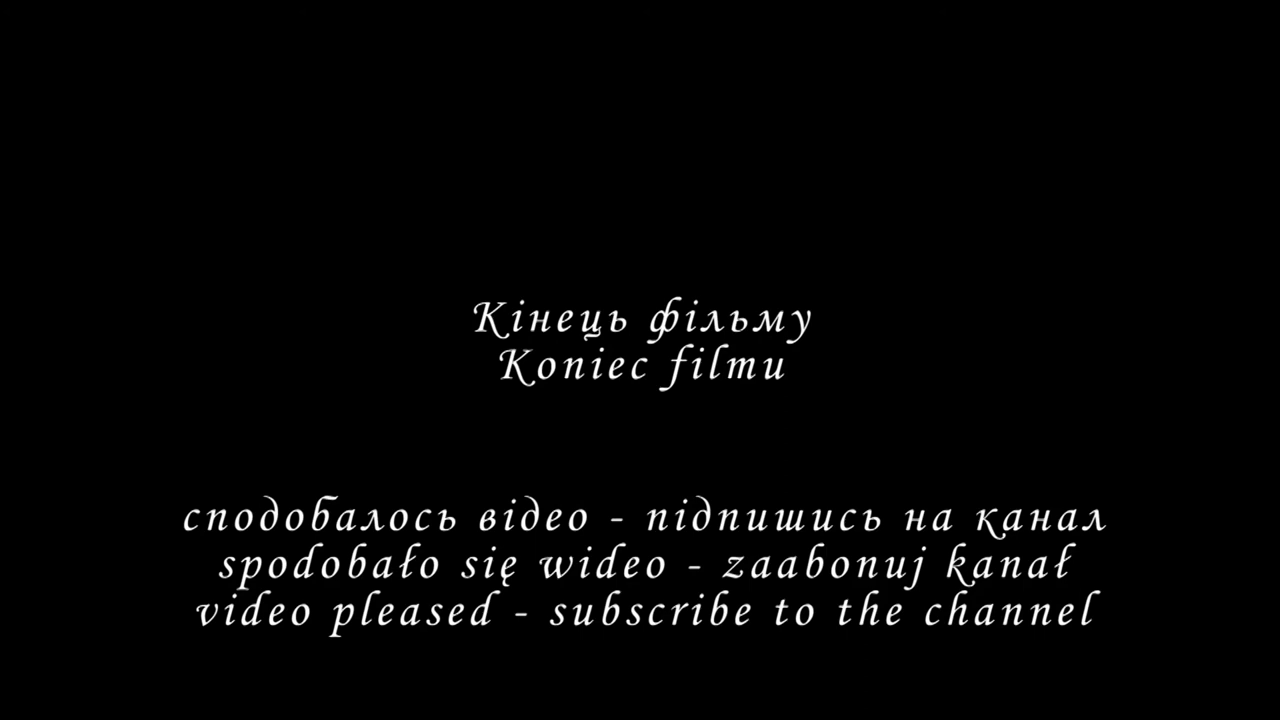 Кінець фільму
Koniec filmu
сподобалось відео - підпишись на канал
spodobało się wideo - zaabonuj kanał
video pleased - subscribe to the channel